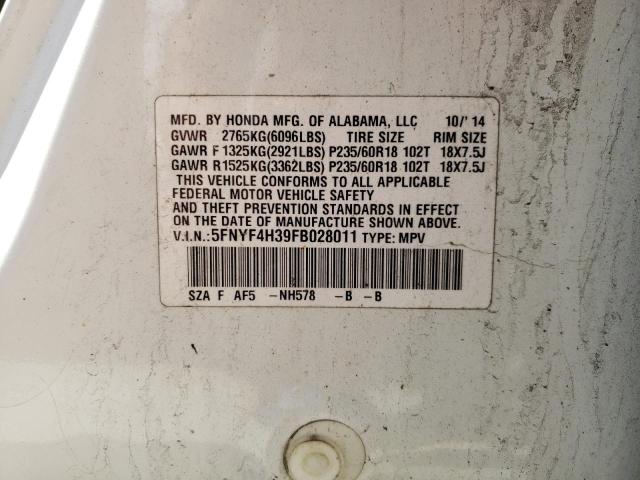 MFD. BY HONDA MFG. OF ALABAMA, LLC 10/'14
GVWR 2765KG(6096LBS) TIRE SIZE RIM SIZE
GAWR F 1325KG(2921LBS) P235/60R18 102T 18X7.5J
GAWR R 1525KG(3362LBS) P235/60R18 102T 18X7.5J
THIS VEHICLE CONFORMS TO ALL APPLICABLE
FEDERAL MOTOR VEHICLE SAFETY
AND THEFT PREVENTION STANDARDS IN EFFECT
ON THE DATE OF MANUFACTURE SHOWN ABOVE.
V.I.N.:5FNYF4H39FB028011 TYPE: MPV
SZA F AF5 -NH578 -B -B